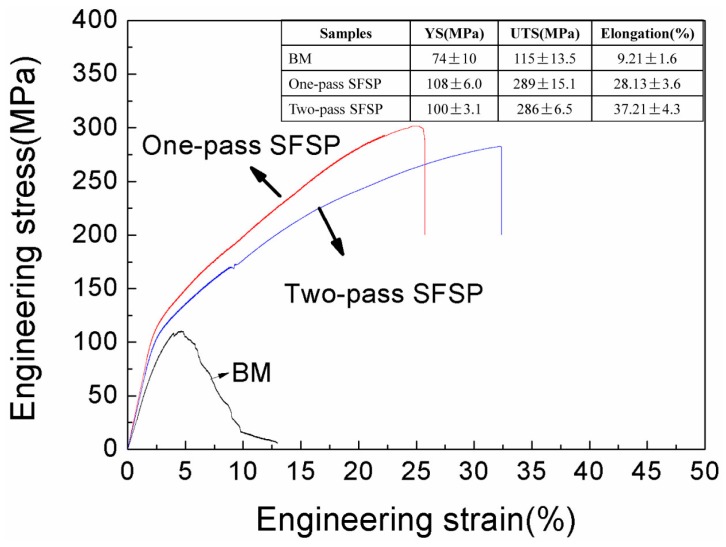 Samples YS(MPa) UTS(MPa) Elongation(%)
BM 74±10 115±13.5 9.21±1.6
One-pass SFSP 108±6.0 289±15.1 28.13±3.6
Two-pass SFSP 100±3.1 286±6.5 37.21±4.3
400
350
300
250
200
150
100
50
0
Engineering stress(MPa)
One-pass SFSP
Two-pass SFSP
BM
0 5 10 15 20 25 30 35 40 45 50
Engineering strain(%)